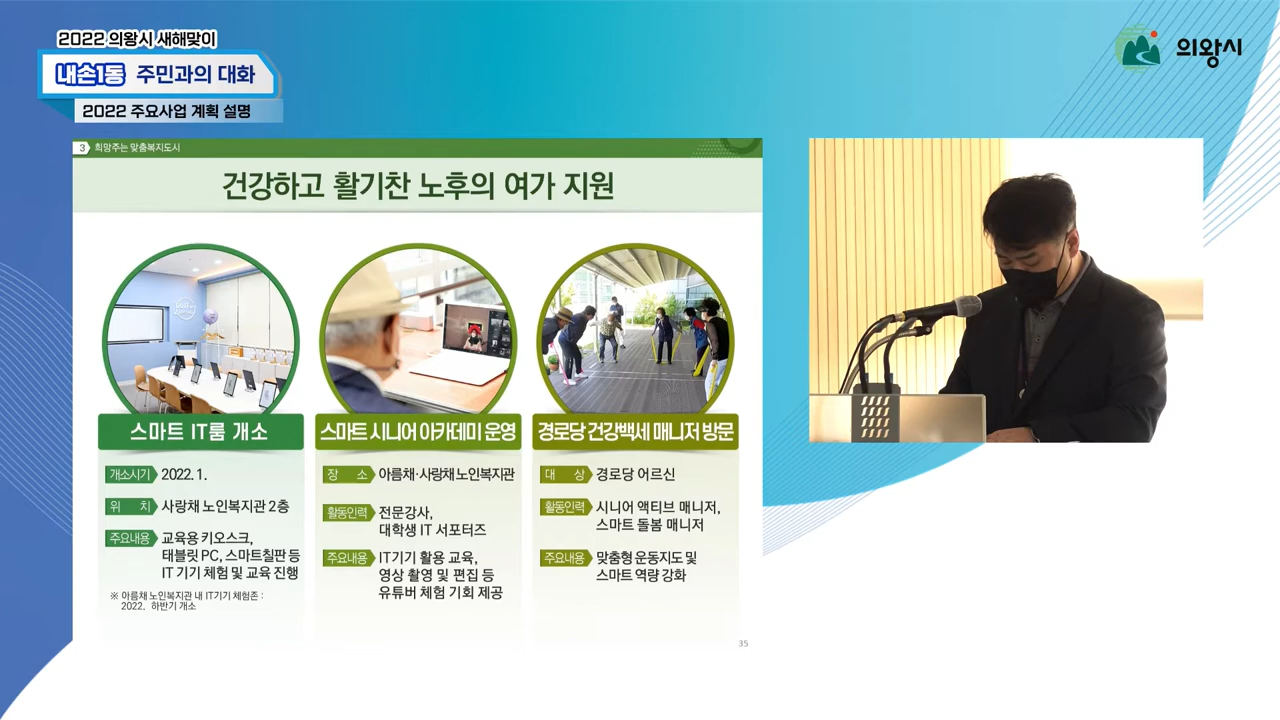 2022 의왕시 새해맞이
내손1동 주민과의 대화
2022 주요사업 계획 설명
의왕시
3 희망주는 맞춤복지도시
건강하고 활기찬 노후의 여가 지원
스마트 IT룸 개소
개소시기 2022. 1.
위 치 사랑채 노인복지관 2층
주요내용 교육용 키오스크,
태블릿 PC, 스마트칠판 등
IT 기기 체험 및 교육 진행
※ 아름채 노인복지관 내 IT기기 체험존 :
2022. 하반기 개소
스마트 시니어 아카데미 운영
장 소 아름채·사랑채 노인복지관
활동인력 전문강사,
대학생 IT 서포터즈
주요내용 IT기기 활용 교육,
영상 촬영 및 편집 등
유튜버 체험 기회 제공
경로당 건강백세 매니저 방문
대 상 경로당 어르신
활동인력 시니어 액티브 매니저,
스마트 돌봄 매니저
주요내용 맞춤형 운동지도 및
스마트 역량 강화
35